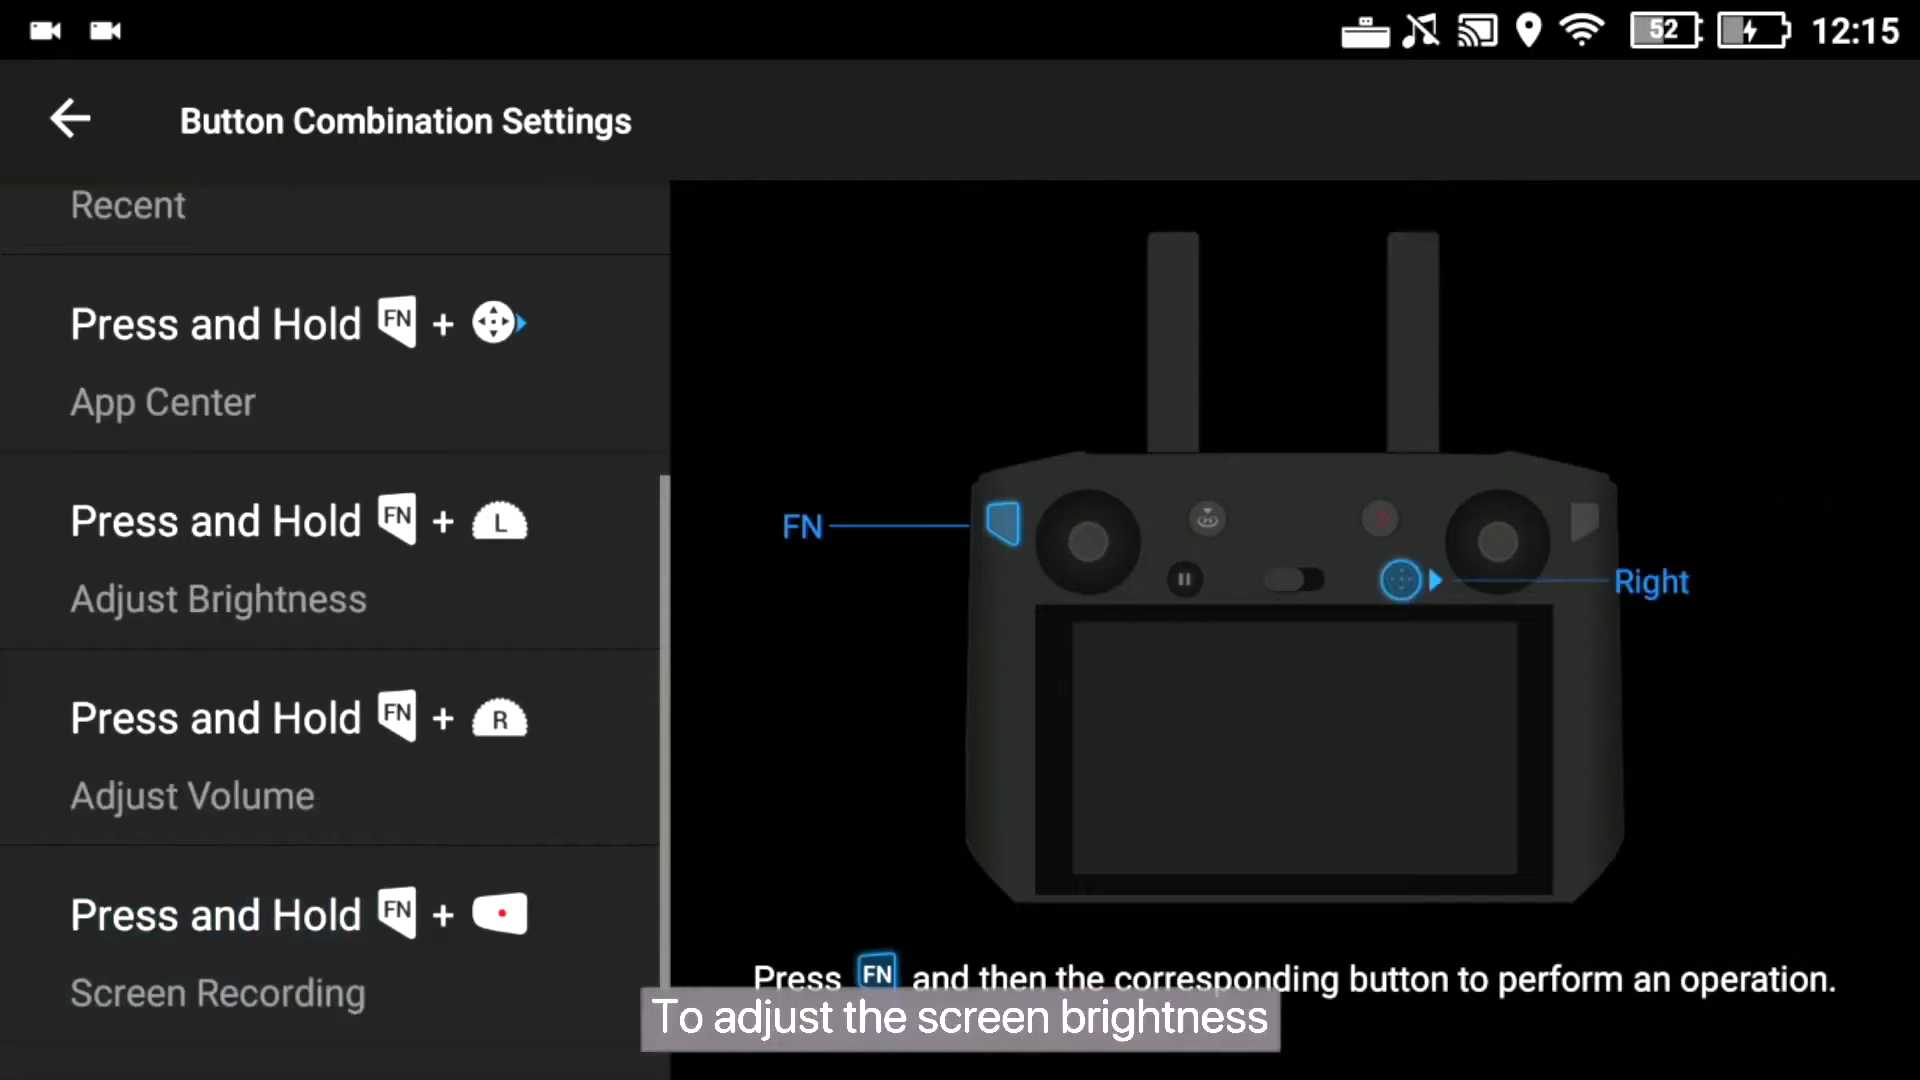 52 12:15
Button Combination Settings
Recent
Press and Hold FN +
App Center
Press and Hold FN + L
Adjust Brightness
Press and Hold FN + R
Adjust Volume
Press and Hold FN +
Screen Recording
FN
Right
Press FN and then the corresponding button to perform an operation.
To adjust the screen brightness